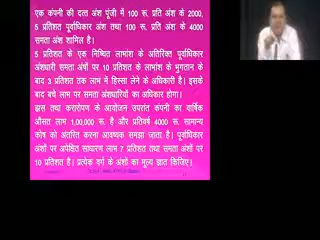 एक कंपनी की दत्त अंश पूंजी में 100 रू. प्रति अंश के 2000,
5 प्रतिशत पूर्वाधिकार अंश तथा 100 रू. प्रति अंश के 4000
समता अंश शामिल है।
5 प्रतिशत के एक निश्चित लाभांश के अतिरिक्त पूर्वाधिकार
अंशधारी समता अंशों पर 10 प्रतिशत के लाभांश के भुगतान के
बाद 3 प्रतिशत तक लाभ में हिस्सा लेने के अधिकारी है। इसके
बाद बचे लाभ पर समता अंशधारियों का अधिकार होगा।
ह्रास तथा करारोपण के आयोजन उपरांत कंपनी का वार्षिक
औसत लाभ 1,00,000 रू. है और प्रतिवर्ष 4000 रू. सामान्य
कोष को अंतरित करना आवश्यक समझा जाता है। पूर्वाधिकार
अंशों पर अपेक्षित साधारण लाभ 7 प्रतिशत तथा समता अंशों पर
10 प्रतिशत है। प्रत्येक वर्ग के अंशों का मूल्य ज्ञात किजिए।